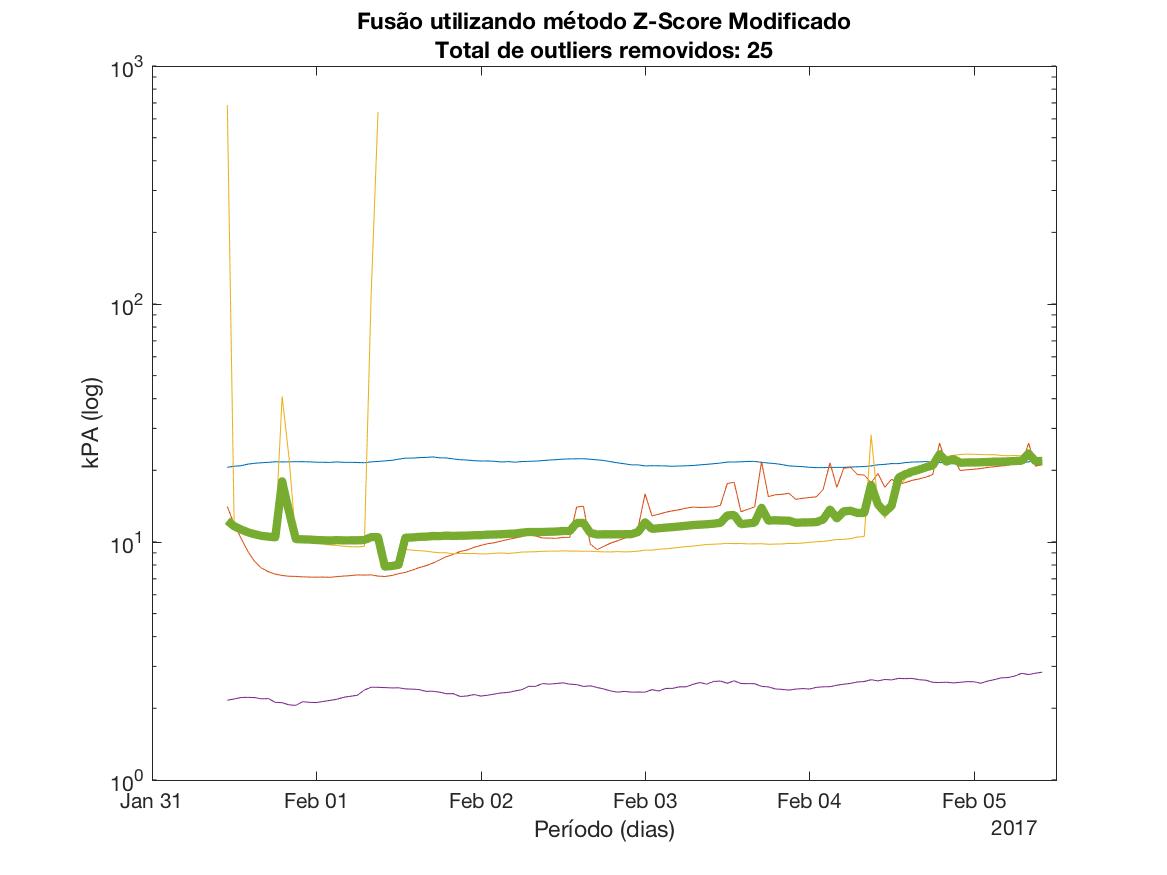 Fusão utilizando método Z-Score Modificado
Total de outliers removidos: 25
10³
10²
10¹
10⁰
kPA (log)
Jan 31 Feb 01 Feb 02 Feb 03 Feb 04 Feb 05
Período (dias)
2017